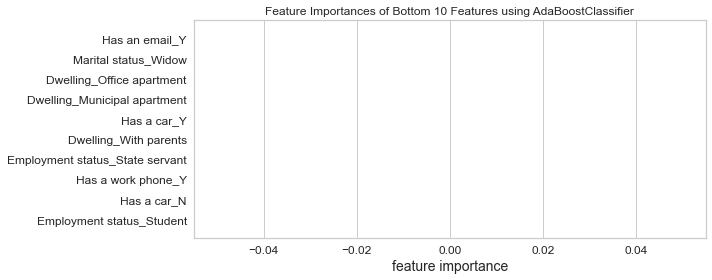 Feature Importances of Bottom 10 Features using AdaBoostClassifier
Has an email_Y
Marital status_Widow
Dwelling_Office apartment
Dwelling_Municipal apartment
Has a car_Y
Dwelling_With parents
Employment status_State servant
Has a work phone_Y
Has a car_N
Employment status_Student
−0.04 −0.02 0.00 0.02 0.04
feature importance